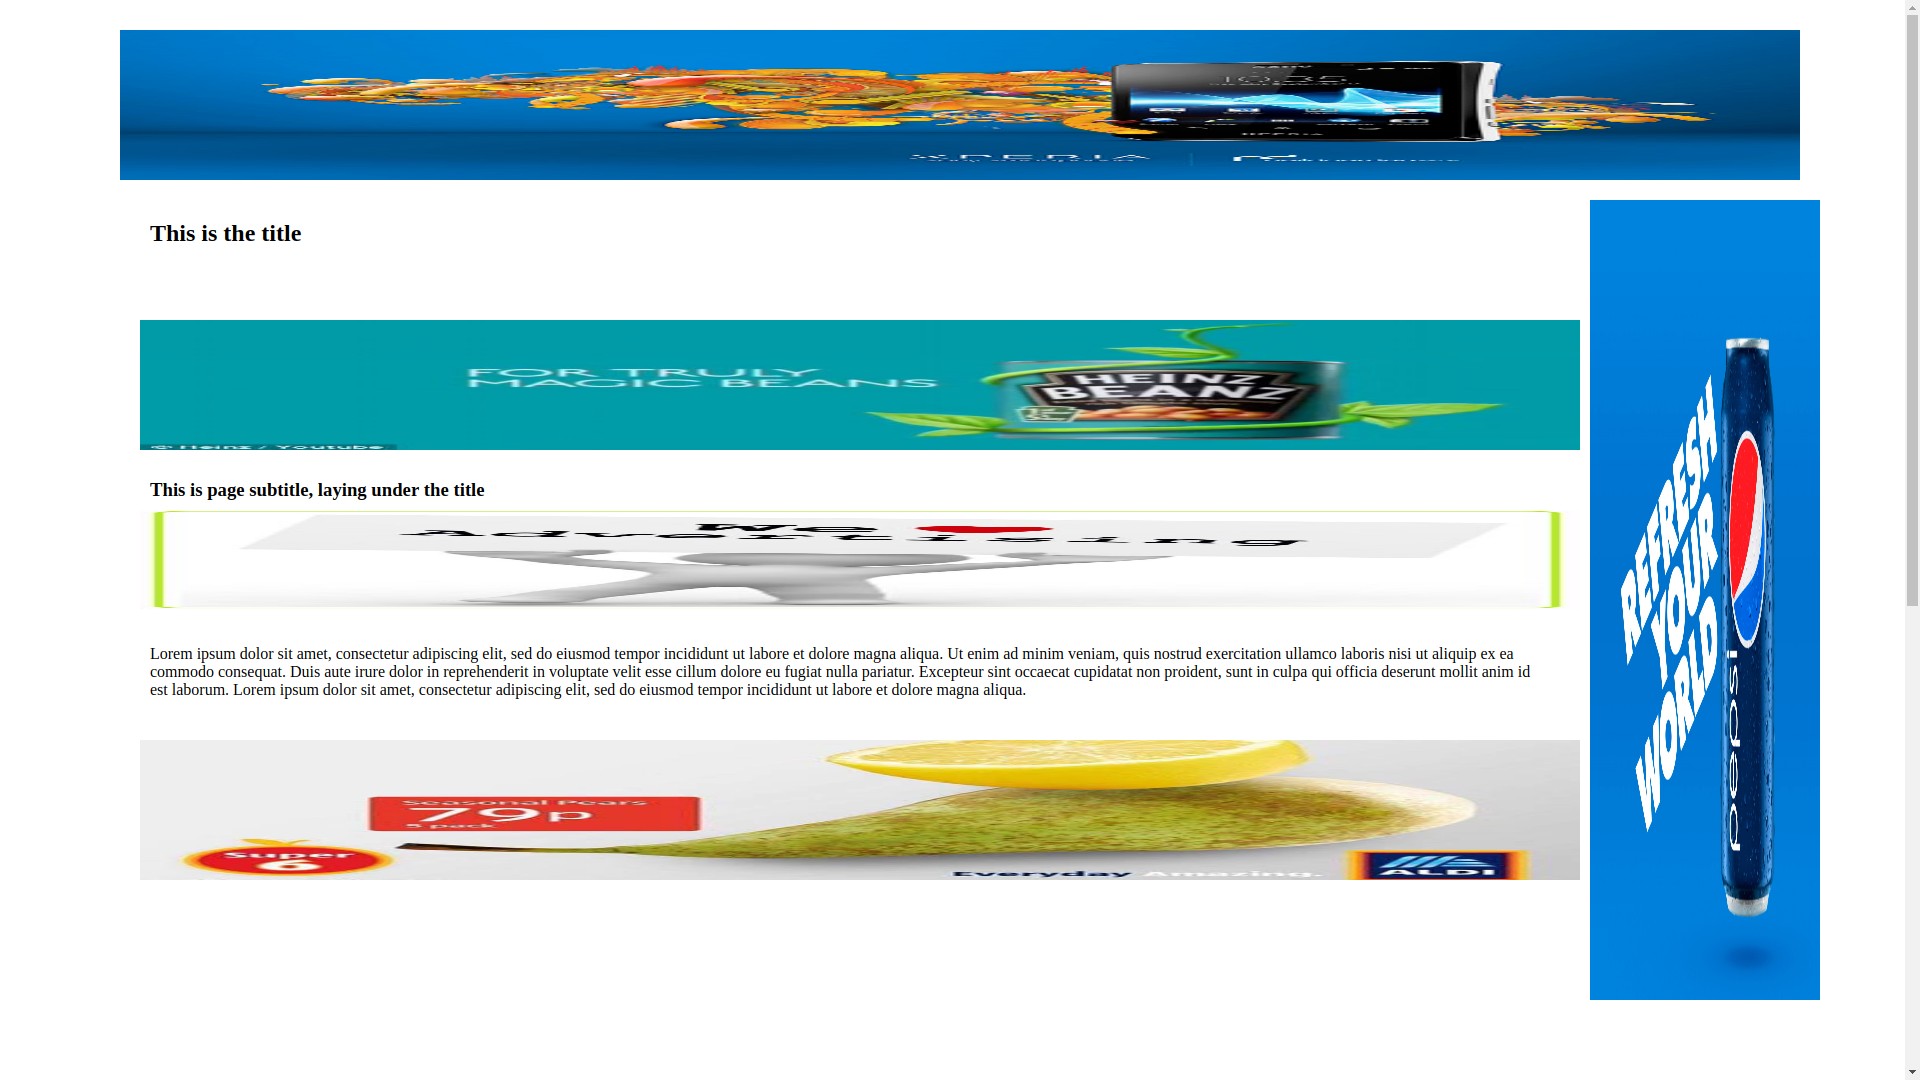 10:35
XPERIA
This is the title
FOR TRULY
MAGIC BEANS
HEINZ
BEANZ
© Heinz / Youtube
This is page subtitle, laying under the title
We
Advertising
Lorem ipsum dolor sit amet, consectetur adipiscing elit, sed do eiusmod tempor incididunt ut labore et dolore magna aliqua. Ut enim ad minim veniam, quis nostrud exercitation ullamco laboris nisi ut aliquip ex ea
commodo consequat. Duis aute irure dolor in reprehenderit in voluptate velit esse cillum dolore eu fugiat nulla pariatur. Excepteur sint occaecat cupidatat non proident, sunt in culpa qui officia deserunt mollit anim id
est laborum. Lorem ipsum dolor sit amet, consectetur adipiscing elit, sed do eiusmod tempor incididunt ut labore et dolore magna aliqua.
Seasonal Pears
79p
5 pack
Super
6
Everyday Amazing.
ALDI
REFRESH
YOUR
WORLD
pepsi